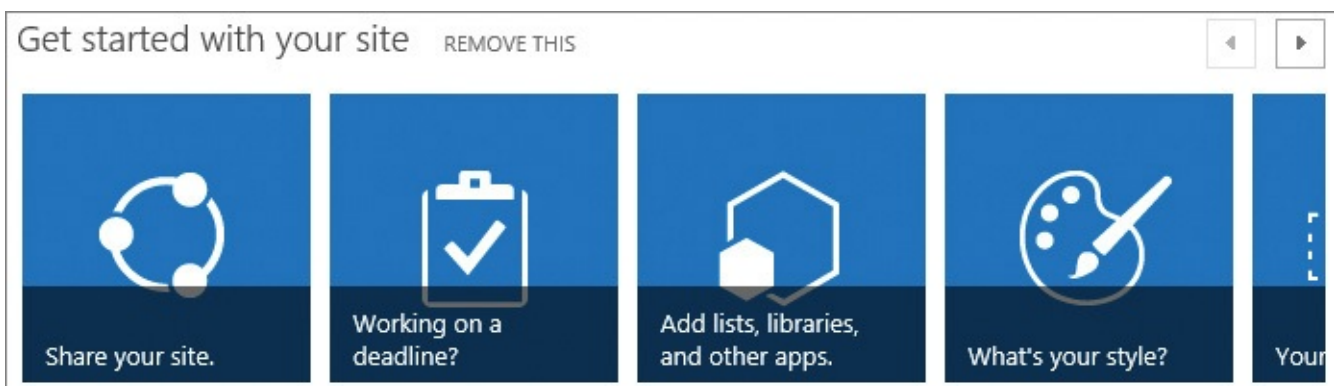 Get started with your site REMOVE THIS
Share your site.
Working on a
deadline?
Add lists, libraries,
and other apps.
What's your style?
Your